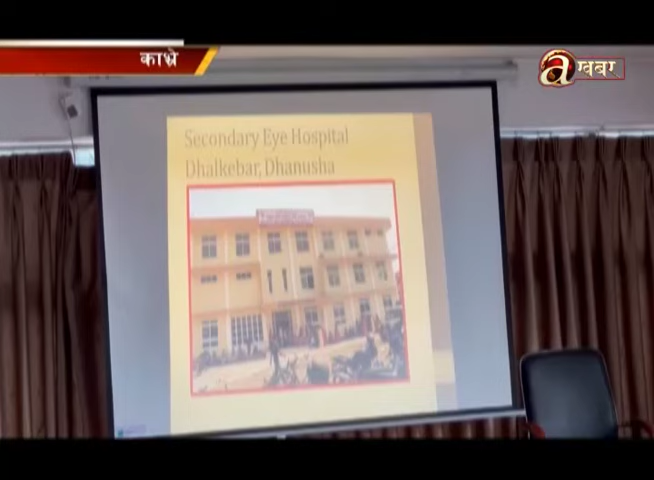 काभ्रे
a खबर
Secondary Eye Hospital
Dhalkebar, Dhanusha